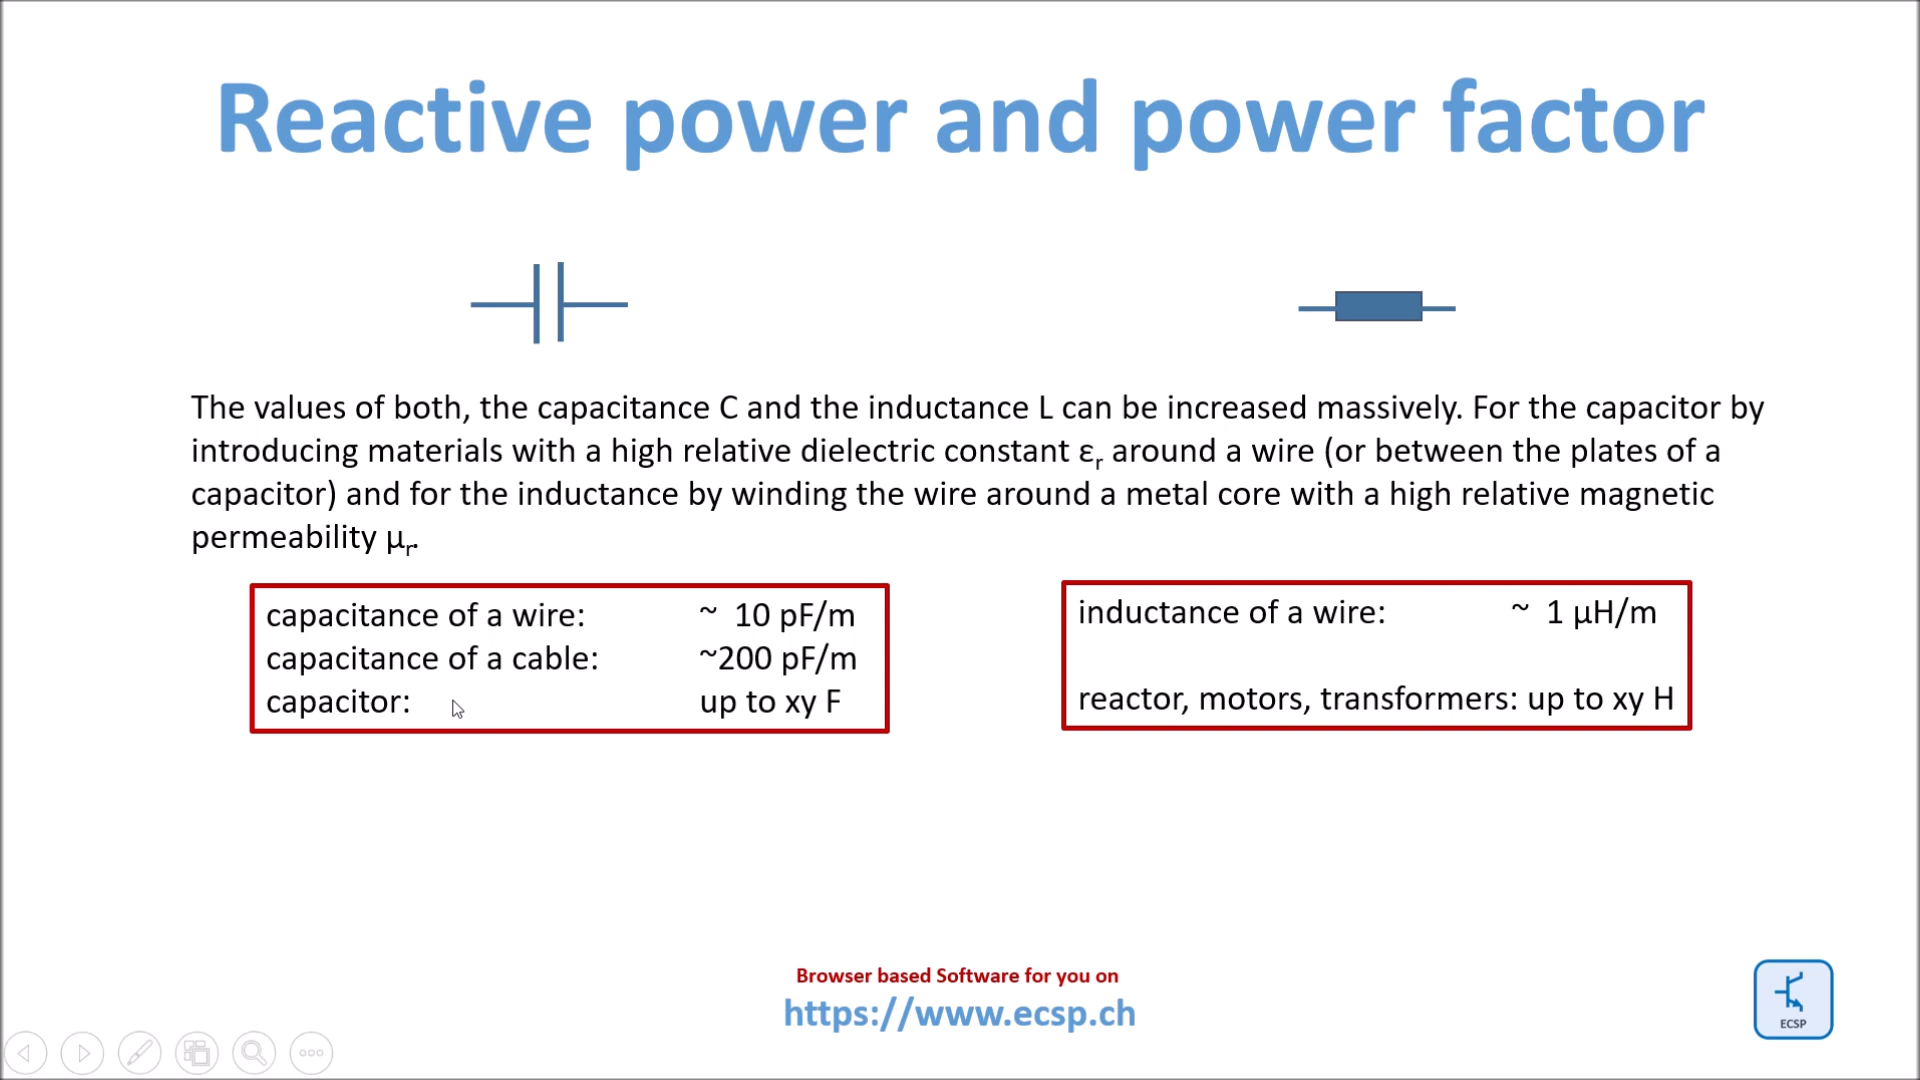 Reactive power and power factor
The values of both, the capacitance C and the inductance L can be increased massively. For the capacitor by
introducing materials with a high relative dielectric constant εr around a wire (or between the plates of a
capacitor) and for the inductance by winding the wire around a metal core with a high relative magnetic
permeability µr.
capacitance of a wire: ~ 10 pF/m
capacitance of a cable: ~200 pF/m
capacitor: up to xy F
inductance of a wire: ~ 1 µH/m
reactor, motors, transformers: up to xy H
Browser based Software for you on
https://www.ecsp.ch
ECSP